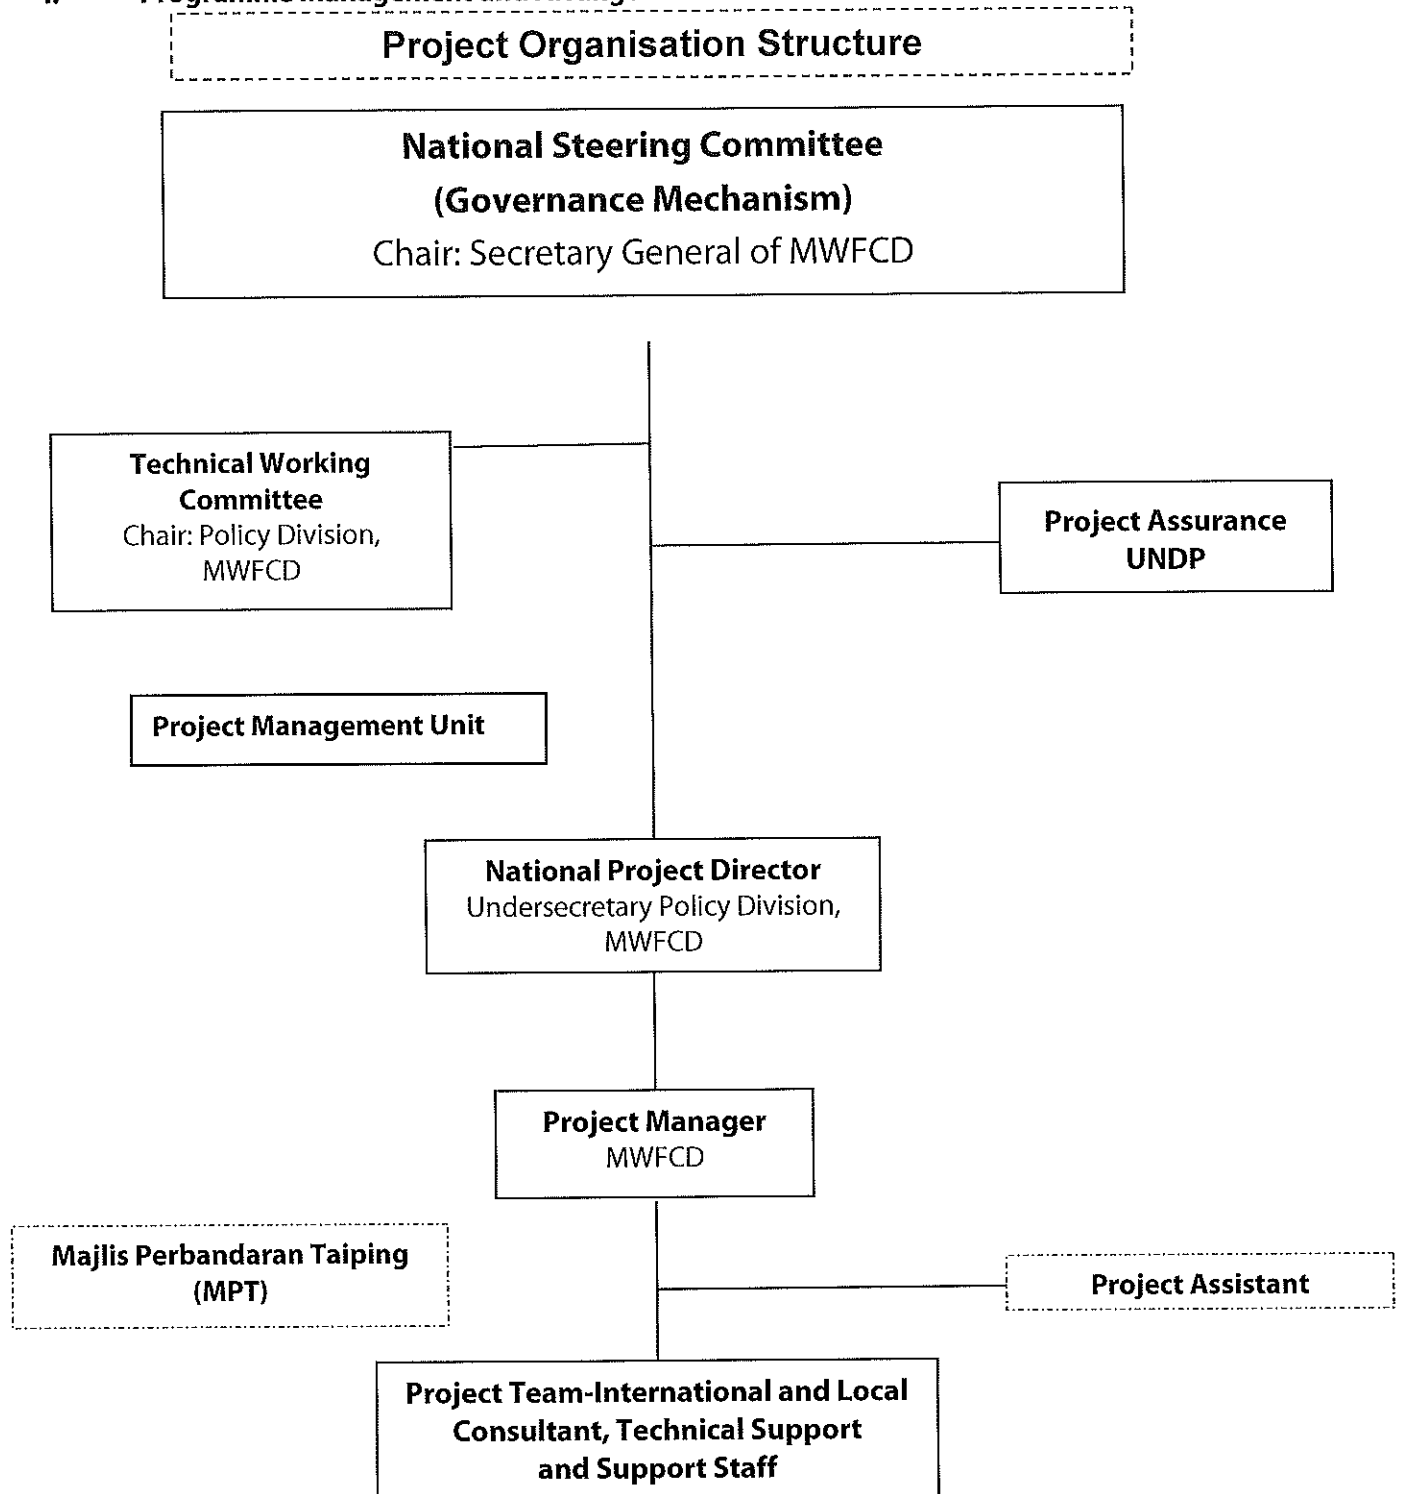 Project Organisation Structure
National Steering Committee
(Governance Mechanism)
Chair: Secretary General of MWFCD
Technical Working
Committee
Chair: Policy Division,
MWFCD
Project Assurance
UNDP
Project Management Unit
National Project Director
Undersecretary Policy Division,
MWFCD
Project Manager
MWFCD
Majlis Perbandaran Taiping
(MPT)
Project Assistant
Project Team-International and Local
Consultant, Technical Support
and Support Staff